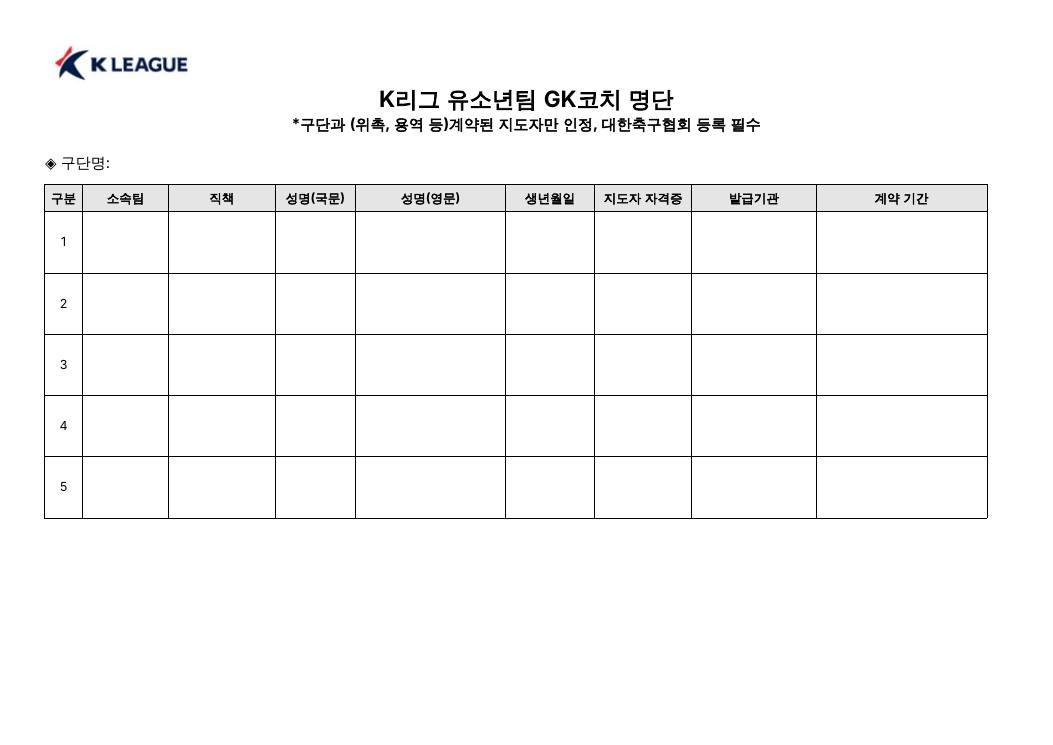 K LEAGUE
K리그 유소년팀 GK코치 명단
*구단과 (위촉, 용역 등)계약된 지도자만 인정, 대한축구협회 등록 필수
◈ 구단명:
구분 소속팀 직책 성명(국문) 성명(영문) 생년월일 지도자 자격증 발급기관 계약 기간
1
2
3
4
5